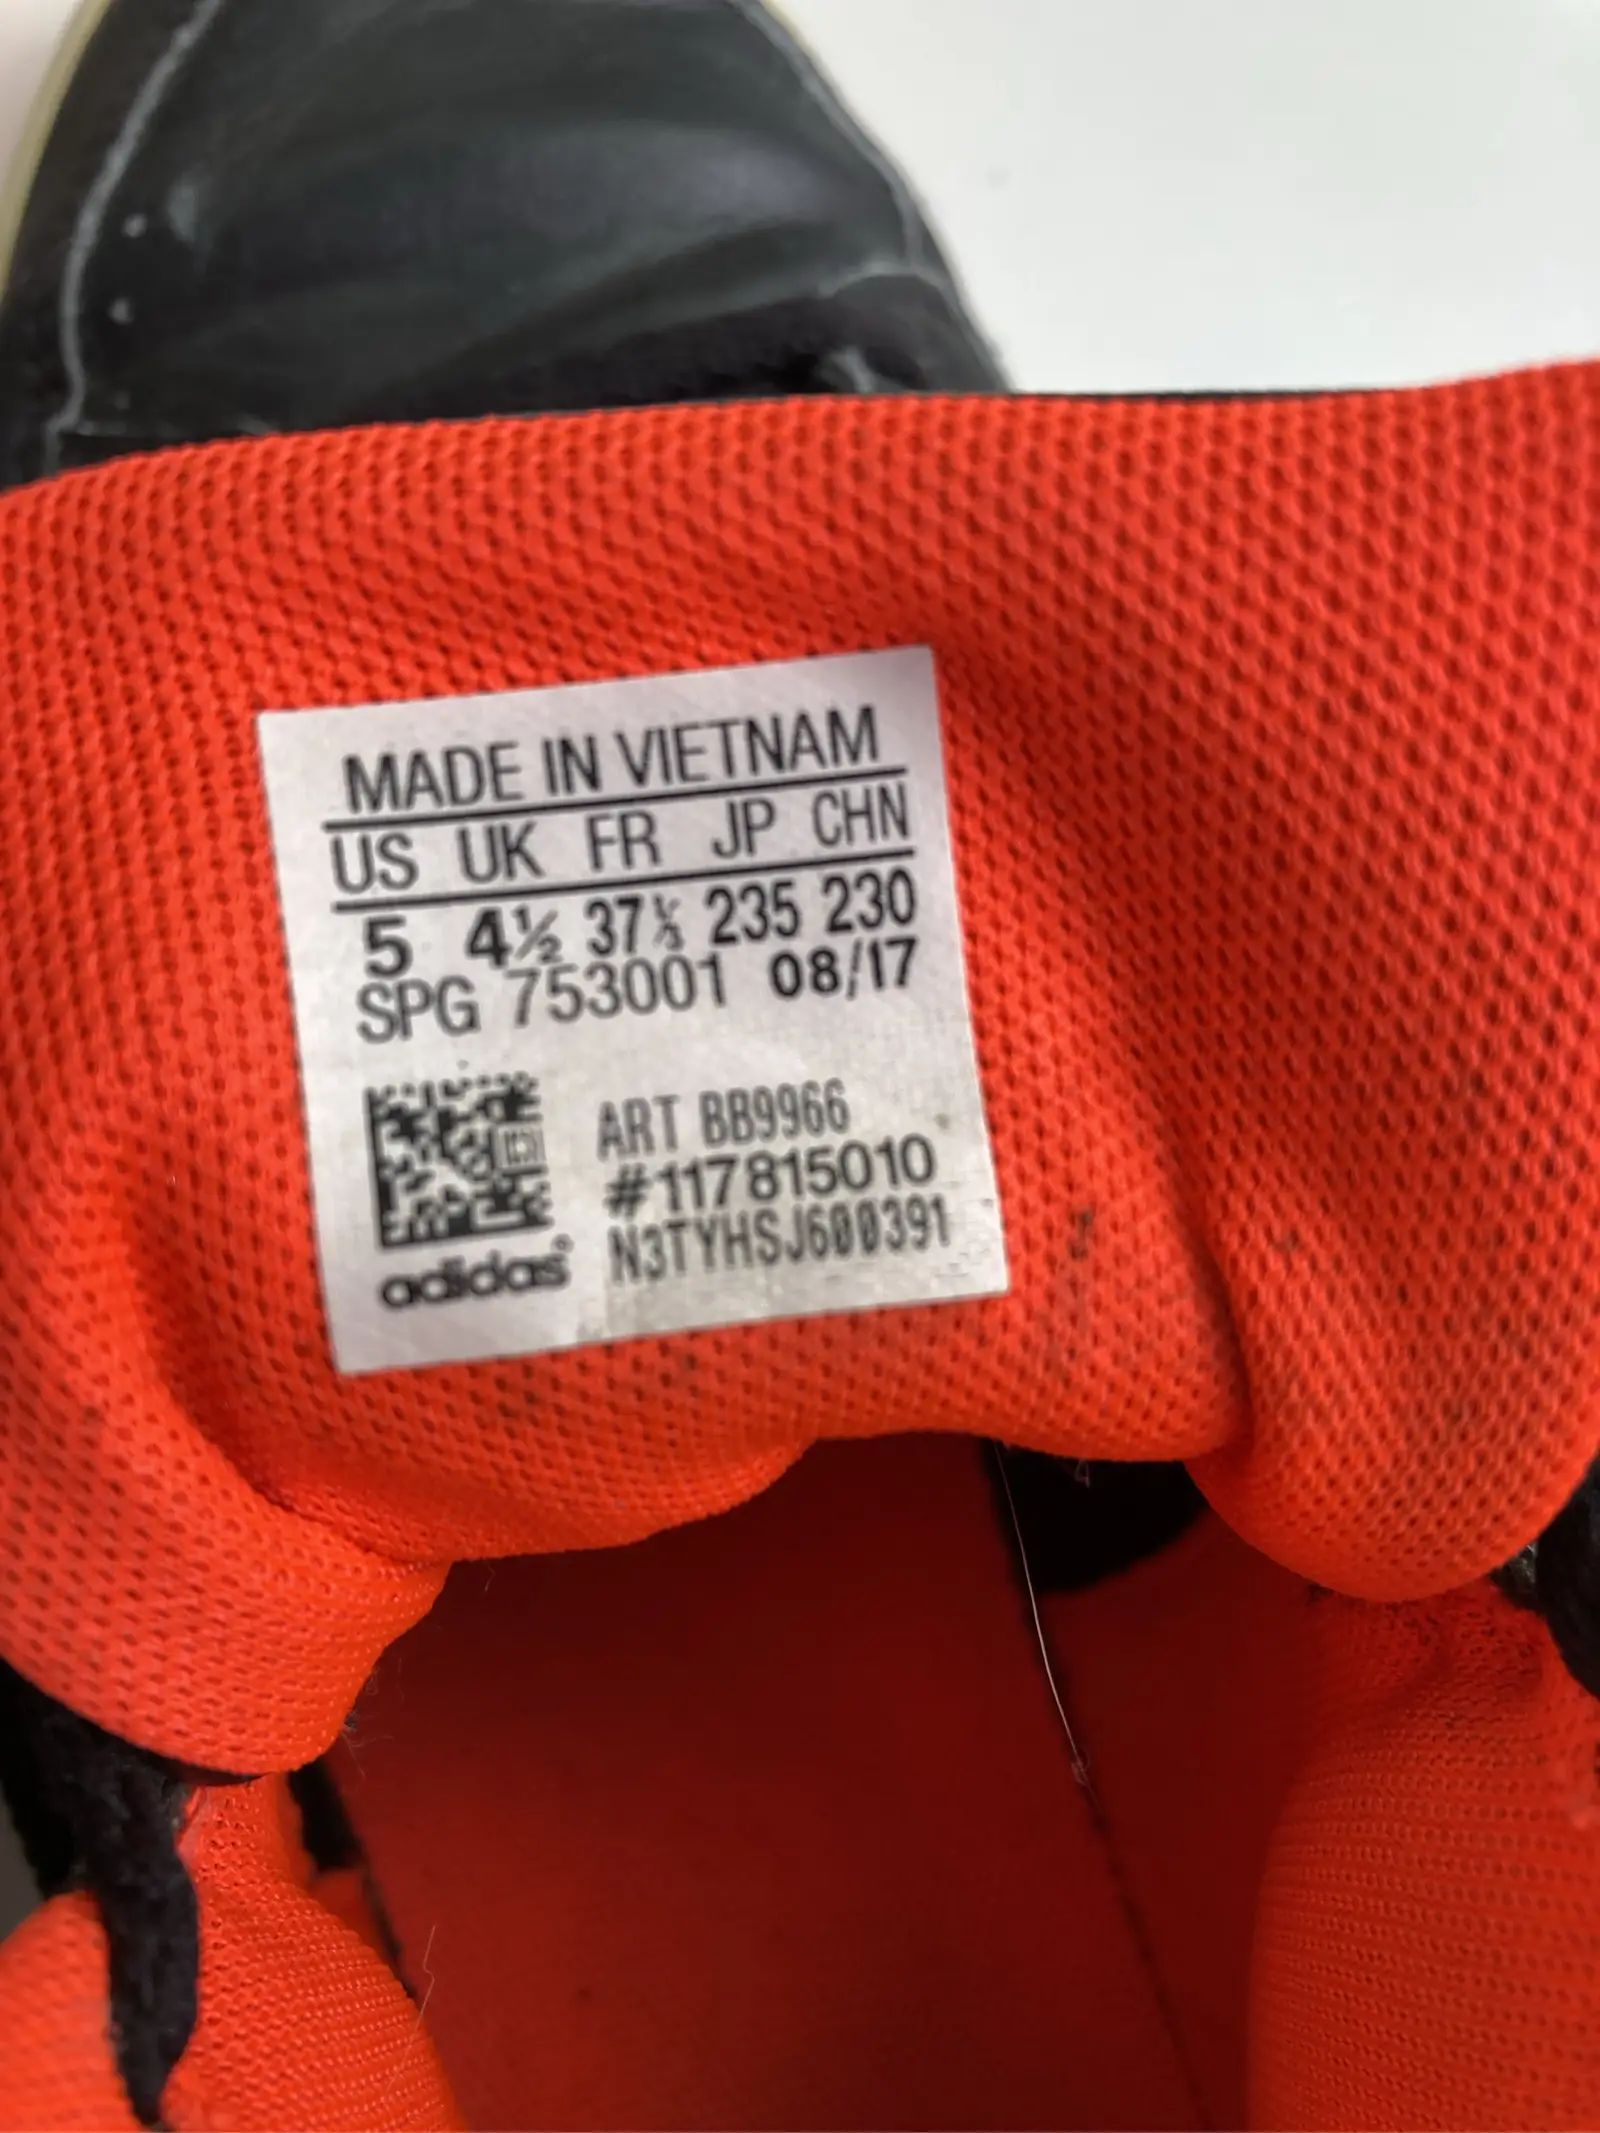 MADE IN VIETNAM
US UK FR JP CHN
5 4½ 37⅓ 235 230
SPG 753001 08/17
ART BB9966
#117815010
N3TYHSJ600391
adidas®